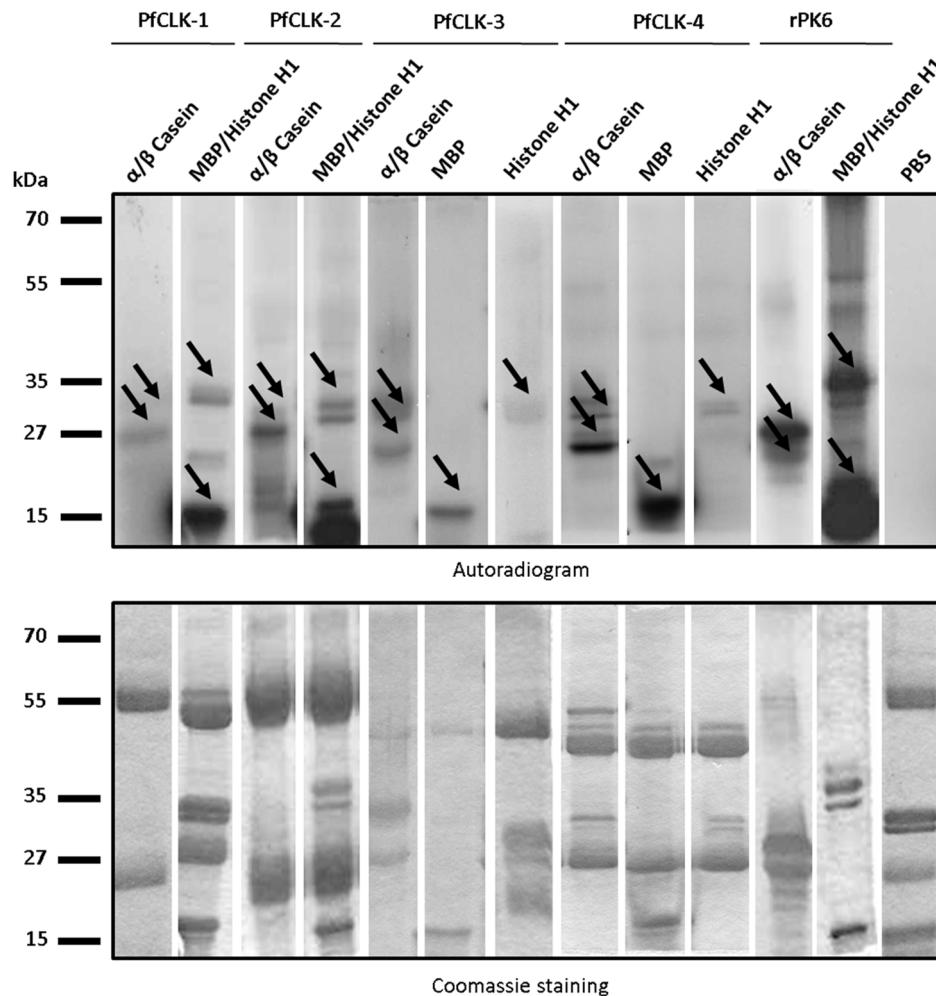 PfCLK-1 PfCLK-2 PfCLK-3 PfCLK-4 rPK6
α/β Casein MBP/Histone H1 α/β Casein MBP/Histone H1 α/β Casein MBP Histone H1 α/β Casein MBP Histone H1 α/β Casein MBP/Histone H1 PBS
kDa
70
55
35
27
15
Autoradiogram
70
55
35
27
15
Coomassie staining